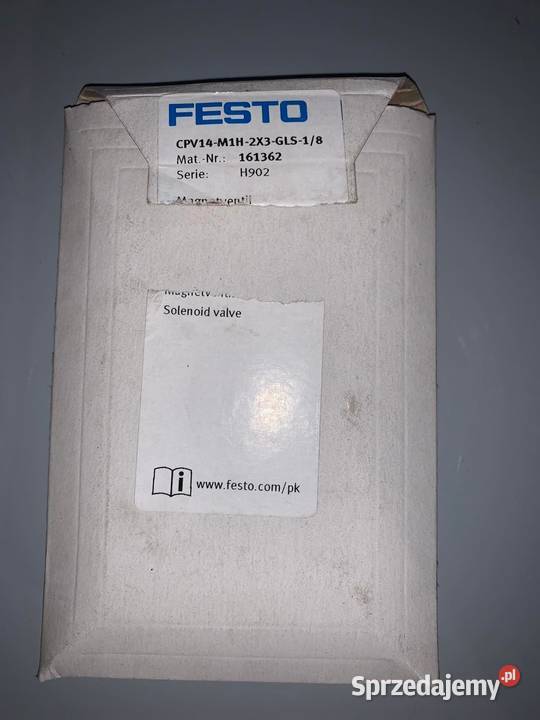 FESTO
CPV14-M1H-2X3-GLS-1/8
Mat.-Nr.: 161362
Serie: H902
Magnetventil
Solenoid valve
i www.festo.com/pk
Sprzedajemy.pl